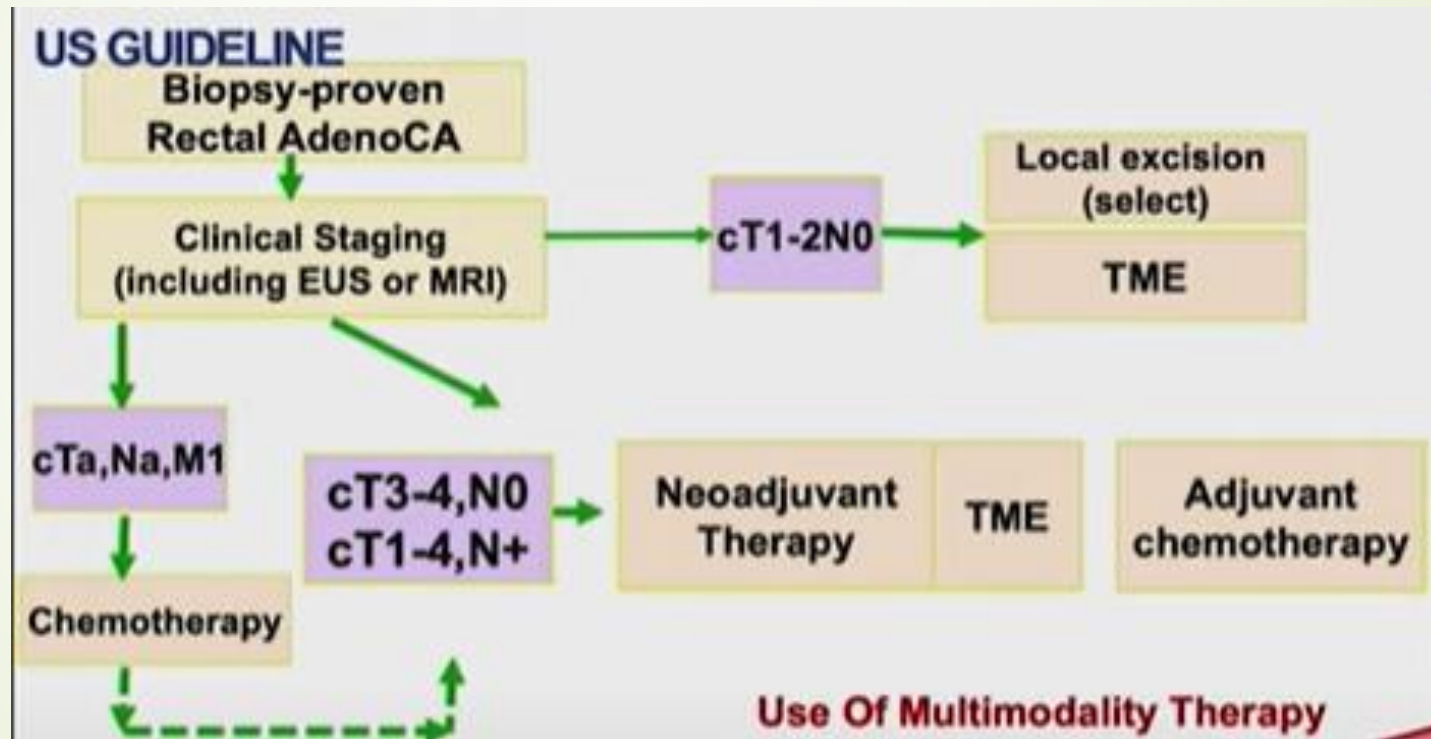 US GUIDELINE
Biopsy-proven
Rectal AdenoCA
Clinical Staging
(including EUS or MRI)
cT1-2N0
Local excision
(select)
TME
cTa,Na,M1
cT3-4,N0
cT1-4,N+
Neoadjuvant
Therapy
TME
Adjuvant
chemotherapy
Chemotherapy
Use Of Multimodality Therapy